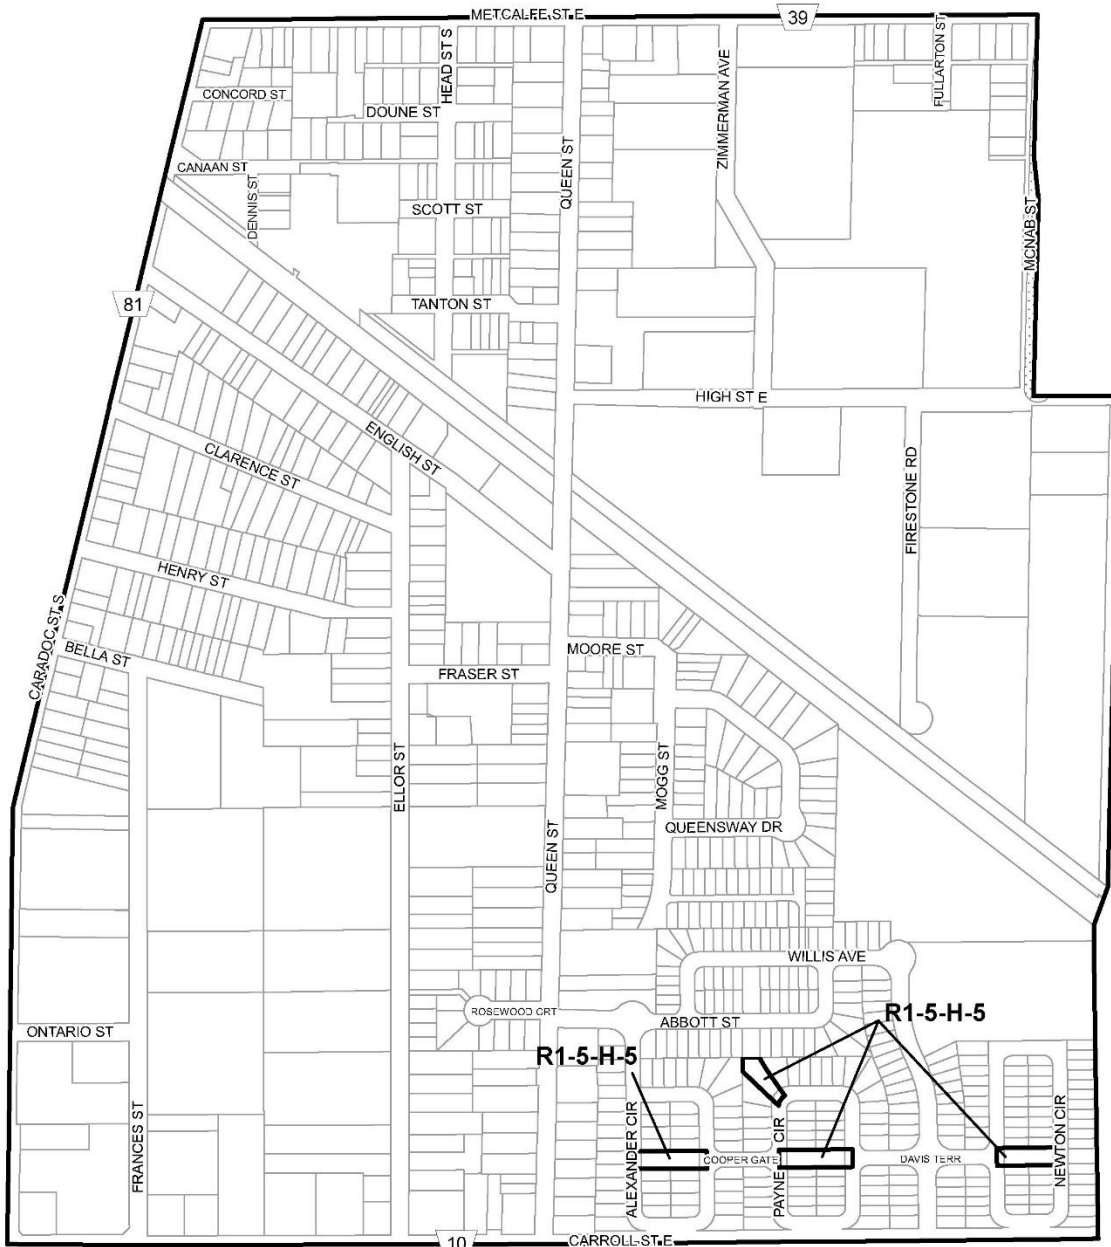 METCALFE ST E
39
FULLARTON ST
HEAD ST S
ZIMMERMAN AVE
CONCORD ST
DOUNE ST
QUEEN ST
CANAAN ST
DENNIS ST
SCOTT ST
MCNAB ST
81
TANTON ST
HIGH ST E
ENGLISH ST
CLARENCE ST
FIRESTONE RD
HENRY ST
CARADOC ST S
BELLA ST
MOORE ST
FRASER ST
ELLOR ST
MOGG ST
QUEENSWAY DR
QUEEN ST
WILLIS AVE
ROSEWOOD CRT
ABBOTT ST
R1-5-H-5
ONTARIO ST
R1-5-H-5
FRANCES ST
ALEXANDER CIR
COOPER GATE
PAYNE CIR
DAVIS TERR
NEWTON CIR
10
CARROLL ST E